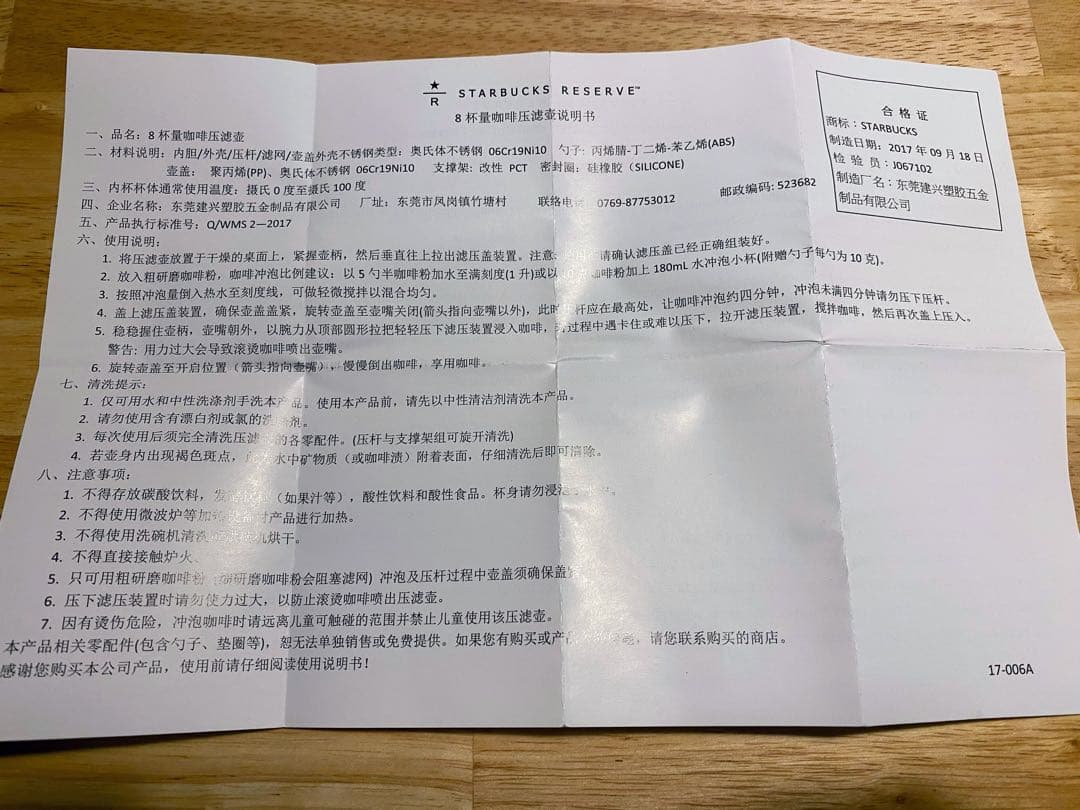 ★
R STARBUCKS RESERVE™
8 杯量咖啡压滤壶说明书
合格证
商标：STARBUCKS
制造日期：2017 年 09 月 18 日
检 验 员：J067102
制造厂名：东莞建兴塑胶五金
制品有限公司
一、品名：8 杯量咖啡压滤壶
二、材料说明：内胆/外壳/压杆/滤网/壶盖外壳不锈钢类型：奥氏体不锈钢 06Cr19Ni10 勺子: 丙烯腈-丁二烯-苯乙烯(ABS)
壶盖： 聚丙烯(PP)、奥氏体不锈钢 06Cr19Ni10 支撑架: 改性 PCT 密封圈：硅橡胶（SILICONE）
三、内杯杯体通常使用温度：摄氏 0 度至摄氏 100 度
四、企业名称：东莞建兴塑胶五金制品有限公司 厂址：东莞市凤岗镇竹塘村 联络电 0769-87753012 邮政编码: 523682
五、产品执行标准号：Q/WMS 2—2017
六、使用说明：
1. 将压滤壶放置于干燥的桌面上，紧握壶柄，然后垂直往上拉出滤压盖装置。注意 请确认滤压盖已经正确组装好。
2. 放入粗研磨咖啡粉，咖啡冲泡比例建议：以 5 勺半咖啡粉加水至满刻度(1 升)或以 啡粉加上 180mL 水冲泡小杯(附赠勺子每勺为 10 克)。
3. 按照冲泡量倒入热水至刻度线，可做轻微搅拌以混合均匀。
4. 盖上滤压盖装置，确保壶盖盖紧，旋转壶盖至壶嘴关闭(箭头指向壶嘴以外)，此时 杆应在最高处，让咖啡冲泡约四分钟，冲泡未满四分钟请勿压下压杆。
5. 稳稳握住壶柄，壶嘴朝外，以腕力从顶部圆形拉把轻轻压下滤压装置浸入咖啡， 过程中遇卡住或难以压下，拉开滤压装置，搅拌咖啡，然后再次盖上压入。
警告: 用力过大会导致滚烫咖啡喷出壶嘴。
6. 旋转壶盖至开启位置（箭头指向壶嘴），慢慢倒出咖啡，享用咖啡。
七、清洗提示：
1. 仅可用水和中性洗涤剂手洗本产品。使用本产品前，请先以中性清洁剂清洗本产品。
2. 请勿使用含有漂白剂或氯的洗 剂。
3. 每次使用后须完全清洗压滤 的各零配件。(压杆与支撑架组可旋开清洗)
4. 若壶身内出现褐色斑点， 水中矿物质（或咖啡渍）附着表面，仔细清洗后即可清除。
八、注意事项：
1. 不得存放碳酸饮料， （如果汁等），酸性饮料和酸性食品。杯身请勿浸
2. 不得使用微波炉等加 对产品进行加热。
3. 不得使用洗碗机清洗 烘干。
4. 不得直接接触炉火
5. 只可用粗研磨咖啡粉 研磨咖啡粉会阻塞滤网) 冲泡及压杆过程中壶盖须确保盖
6. 压下滤压装置时请勿使力过大，以防止滚烫咖啡喷出压滤壶。
7. 因有烫伤危险，冲泡咖啡时请远离儿童可触碰的范围并禁止儿童使用该压滤壶。
本产品相关零配件(包含勺子、垫圈等)，恕无法单独销售或免费提供。如果您有购买或产 ，请您联系购买的商店。
感谢您购买本公司产品，使用前请仔细阅读使用说明书！
17-006A